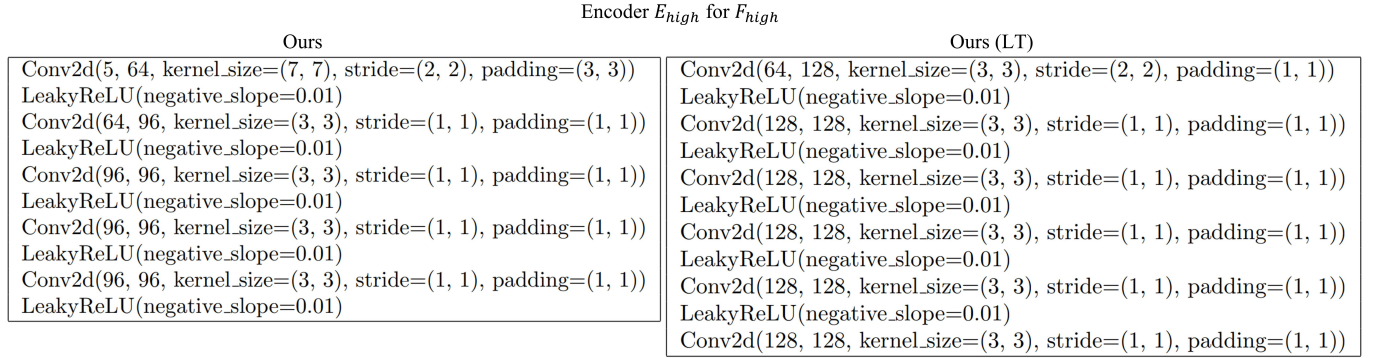 Encoder E_high for F_high
Ours
Conv2d(5, 64, kernel_size=(7, 7), stride=(2, 2), padding=(3, 3))
LeakyReLU(negative_slope=0.01)
Conv2d(64, 96, kernel_size=(3, 3), stride=(1, 1), padding=(1, 1))
LeakyReLU(negative_slope=0.01)
Conv2d(96, 96, kernel_size=(3, 3), stride=(1, 1), padding=(1, 1))
LeakyReLU(negative_slope=0.01)
Conv2d(96, 96, kernel_size=(3, 3), stride=(1, 1), padding=(1, 1))
LeakyReLU(negative_slope=0.01)
Conv2d(96, 96, kernel_size=(3, 3), stride=(1, 1), padding=(1, 1))
LeakyReLU(negative_slope=0.01)
Ours (LT)
Conv2d(64, 128, kernel_size=(3, 3), stride=(2, 2), padding=(1, 1))
LeakyReLU(negative_slope=0.01)
Conv2d(128, 128, kernel_size=(3, 3), stride=(1, 1), padding=(1, 1))
LeakyReLU(negative_slope=0.01)
Conv2d(128, 128, kernel_size=(3, 3), stride=(1, 1), padding=(1, 1))
LeakyReLU(negative_slope=0.01)
Conv2d(128, 128, kernel_size=(3, 3), stride=(1, 1), padding=(1, 1))
LeakyReLU(negative_slope=0.01)
Conv2d(128, 128, kernel_size=(3, 3), stride=(1, 1), padding=(1, 1))
LeakyReLU(negative_slope=0.01)
Conv2d(128, 128, kernel_size=(3, 3), stride=(1, 1), padding=(1, 1))